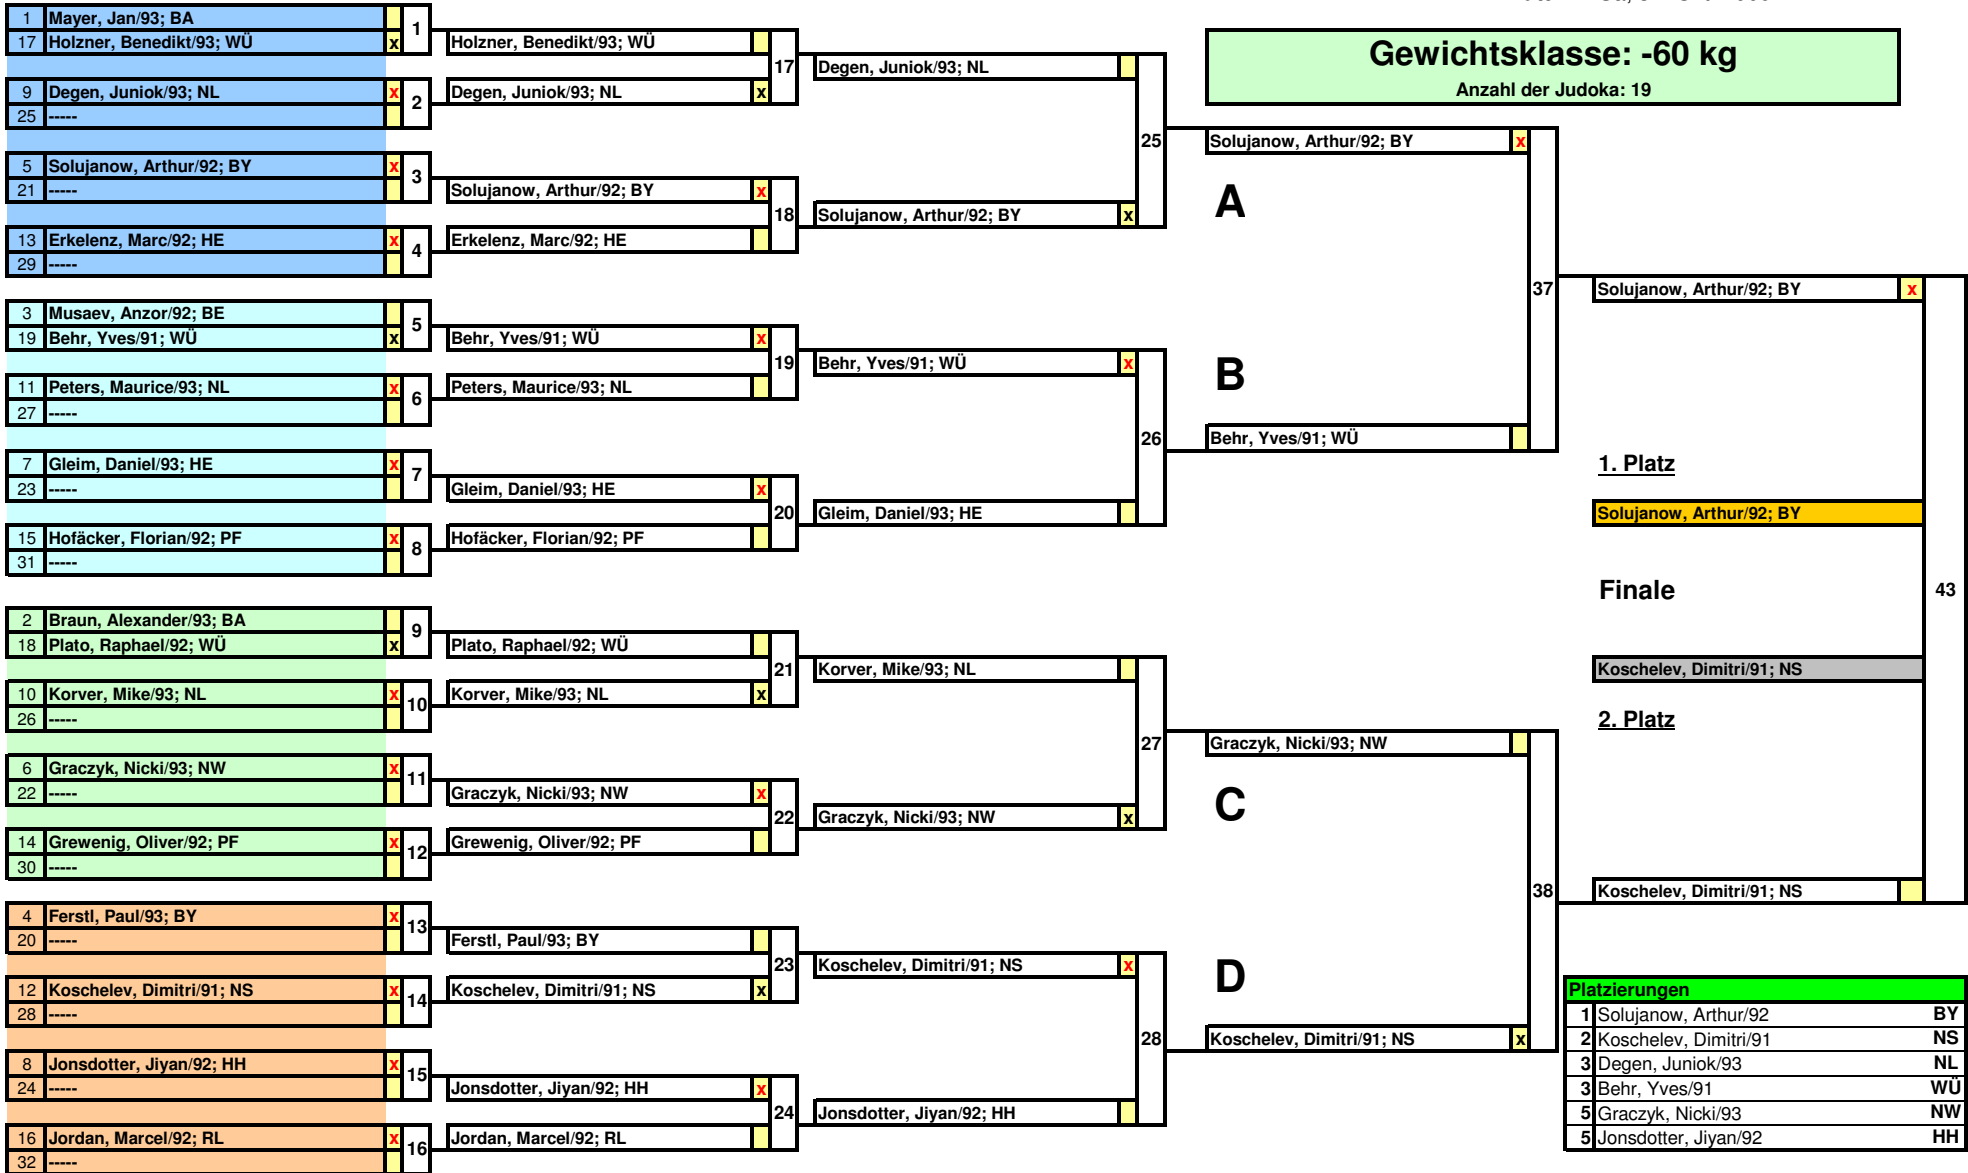 Gewichtsklasse: -60 kg
Anzahl der Judoka: 19
1 Mayer, Jan/93; BA
17 Holzner, Benedikt/93; WÜ x
1
9 Degen, Juniok/93; NL x
25 -----
2
5 Solujanow, Arthur/92; BY x
21 -----
3
13 Erkelenz, Marc/92; HE x
29 -----
4
3 Musaev, Anzor/92; BE
19 Behr, Yves/91; WÜ x
5
11 Peters, Maurice/93; NL x
27 -----
6
7 Gleim, Daniel/93; HE x
23 -----
7
15 Hofäcker, Florian/92; PF x
31 -----
8
2 Braun, Alexander/93; BA
18 Plato, Raphael/92; WÜ x
9
10 Korver, Mike/93; NL x
26 -----
10
6 Graczyk, Nicki/93; NW x
22 -----
11
14 Grewenig, Oliver/92; PF x
30 -----
12
4 Ferstl, Paul/93; BY x
20 -----
13
12 Koschelev, Dimitri/91; NS x
28 -----
14
8 Jonsdotter, Jiyan/92; HH x
24 -----
15
16 Jordan, Marcel/92; RL x
32 -----
16
Holzner, Benedikt/93; WÜ
17
Degen, Juniok/93; NL x
Solujanow, Arthur/92; BY x
18
Erkelenz, Marc/92; HE
Behr, Yves/91; WÜ x
19
Peters, Maurice/93; NL
Gleim, Daniel/93; HE x
20
Hofäcker, Florian/92; PF
Plato, Raphael/92; WÜ
21
Korver, Mike/93; NL x
Graczyk, Nicki/93; NW x
22
Grewenig, Oliver/92; PF
Ferstl, Paul/93; BY
23
Koschelev, Dimitri/91; NS x
Jonsdotter, Jiyan/92; HH x
24
Jordan, Marcel/92; RL
Degen, Juniok/93; NL
25
Solujanow, Arthur/92; BY x
Behr, Yves/91; WÜ x
26
Gleim, Daniel/93; HE
Korver, Mike/93; NL
27
Graczyk, Nicki/93; NW x
Koschelev, Dimitri/91; NS x
28
Jonsdotter, Jiyan/92; HH
Solujanow, Arthur/92; BY x
A
37
B
Behr, Yves/91; WÜ
Graczyk, Nicki/93; NW
C
38
D
Koschelev, Dimitri/91; NS x
Solujanow, Arthur/92; BY x
1. Platz
Solujanow, Arthur/92; BY
Finale
43
Koschelev, Dimitri/91; NS
2. Platz
Koschelev, Dimitri/91; NS
Platzierungen
1 Solujanow, Arthur/92 BY
2 Koschelev, Dimitri/91 NS
3 Degen, Juniok/93 NL
3 Behr, Yves/91 WÜ
5 Graczyk, Nicki/93 NW
5 Jonsdotter, Jiyan/92 HH